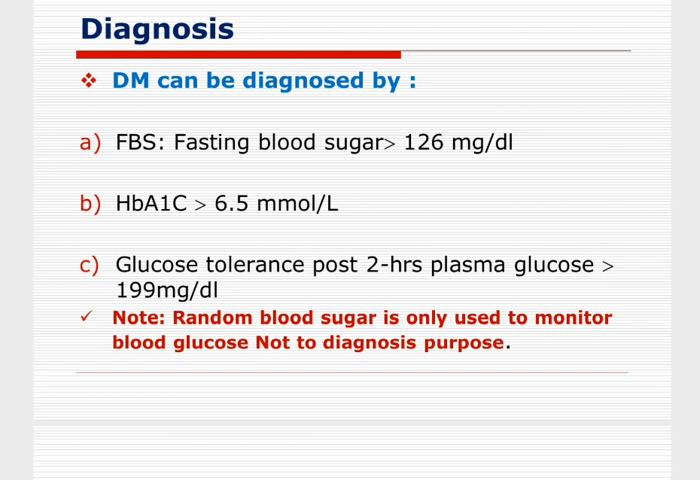 Diagnosis
❖ DM can be diagnosed by :
a) FBS: Fasting blood sugar> 126 mg/dl
b) HbA1C > 6.5 mmol/L
c) Glucose tolerance post 2-hrs plasma glucose >
199mg/dl
✓ Note: Random blood sugar is only used to monitor
blood glucose Not to diagnosis purpose.